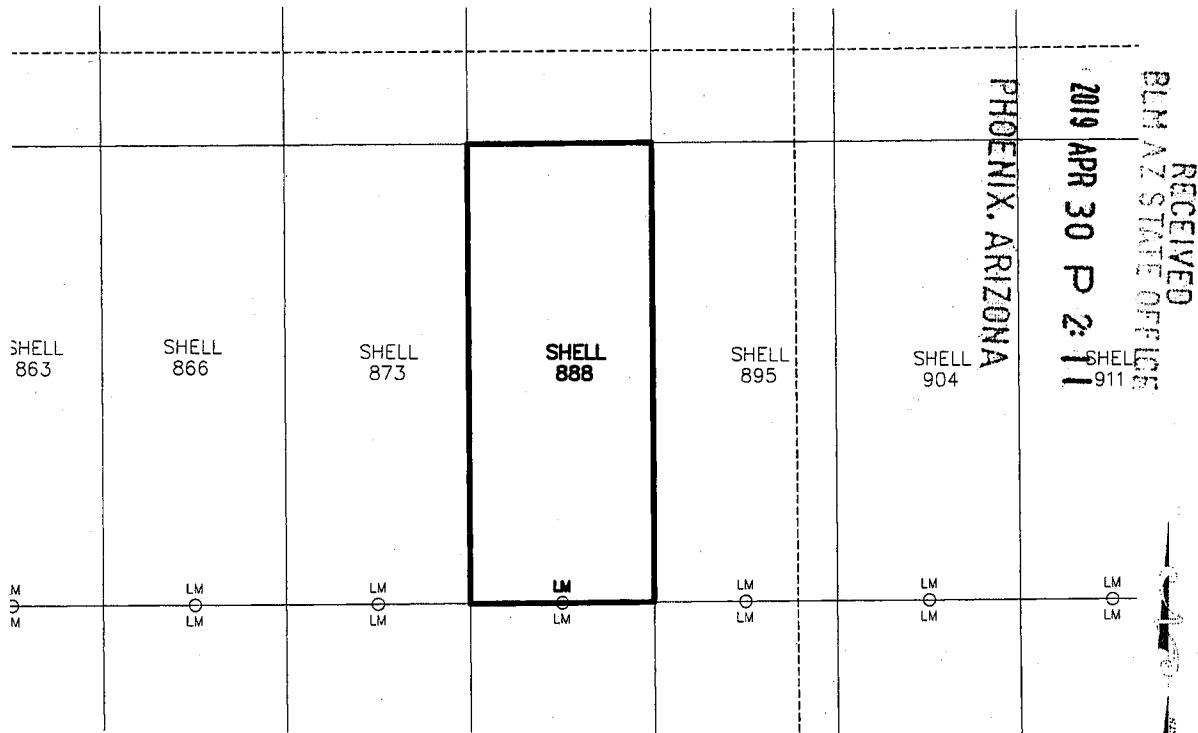 RECEIVED
BLM AZ STATE OFFICE
2019 APR 30 P 2: 11
PHOENIX, ARIZONA
SHELL
863
SHELL
866
SHELL
873
SHELL
888
SHELL
895
SHELL
904
SHELL
911
M
LM
LM
LM
LM
LM
LM
M
LM
LM
LM
LM
LM
LM